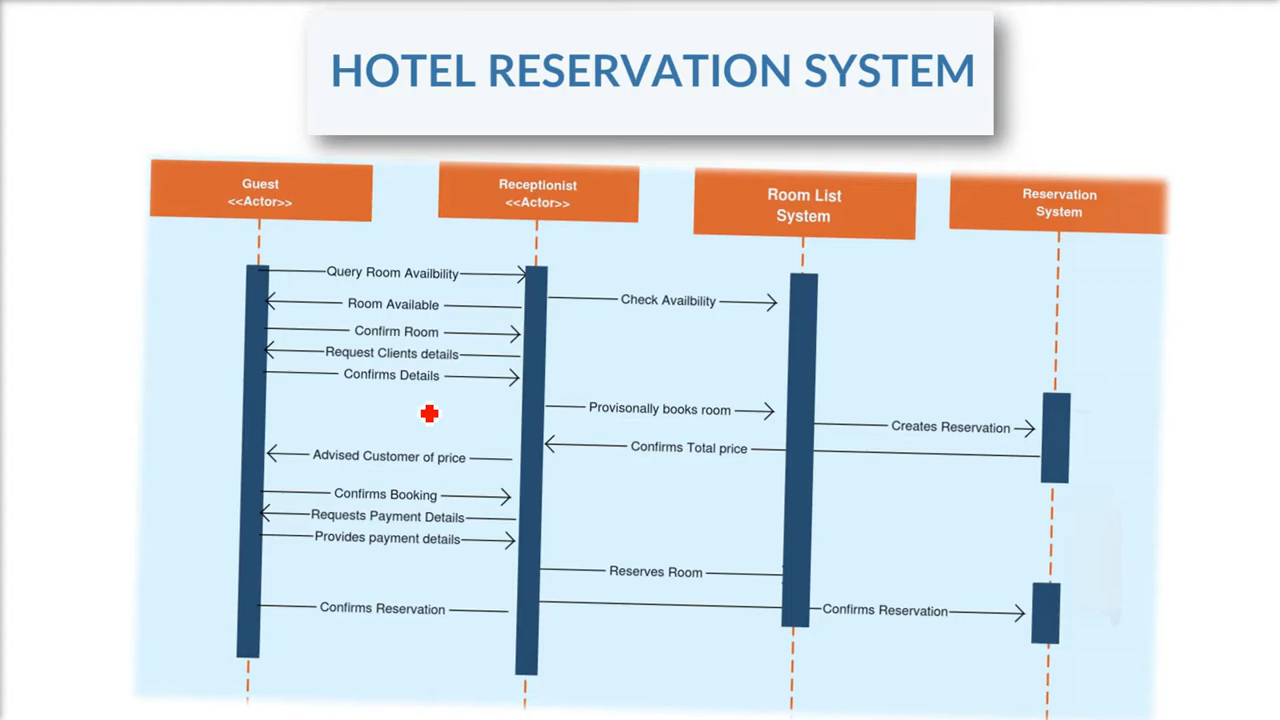 HOTEL RESERVATION SYSTEM
Guest
<<Actor>>
Receptionist
<<Actor>>
Room List
System
Reservation
System
Query Room Availbility
Check Availbility
Room Available
Confirm Room
Request Clients details
Confirms Details
Provisonally books room
Creates Reservation
Confirms Total price
Advised Customer of price
Confirms Booking
Requests Payment Details
Provides payment details
Reserves Room
Confirms Reservation
Confirms Reservation